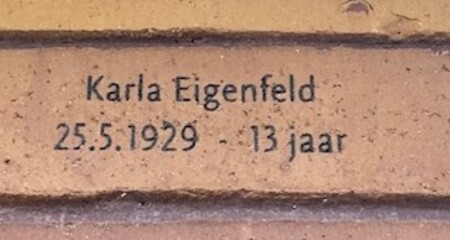 Karla Eigenfeld
25.5.1929 - 13 jaar